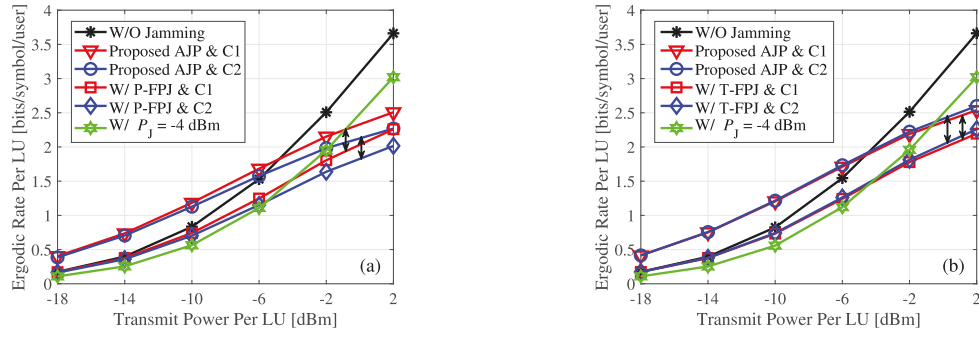 4
3.5
3
2.5
2
1.5
1
0.5
0
Ergodic Rate Per LU [bits/symbol/user]
W/O Jamming
Proposed AJP & C1
Proposed AJP & C2
W/ P-FPJ & C1
W/ P-FPJ & C2
W/ P_J = -4 dBm
(a)
-18 -14 -10 -6 -2 2
Transmit Power Per LU [dBm]
4
3.5
3
2.5
2
1.5
1
0.5
0
Ergodic Rate Per LU [bits/symbol/user]
W/O Jamming
Proposed AJP & C1
Proposed AJP & C2
W/ T-FPJ & C1
W/ T-FPJ & C2
W/ P_J = -4 dBm
(b)
-18 -14 -10 -6 -2 2
Transmit Power Per LU [dBm]